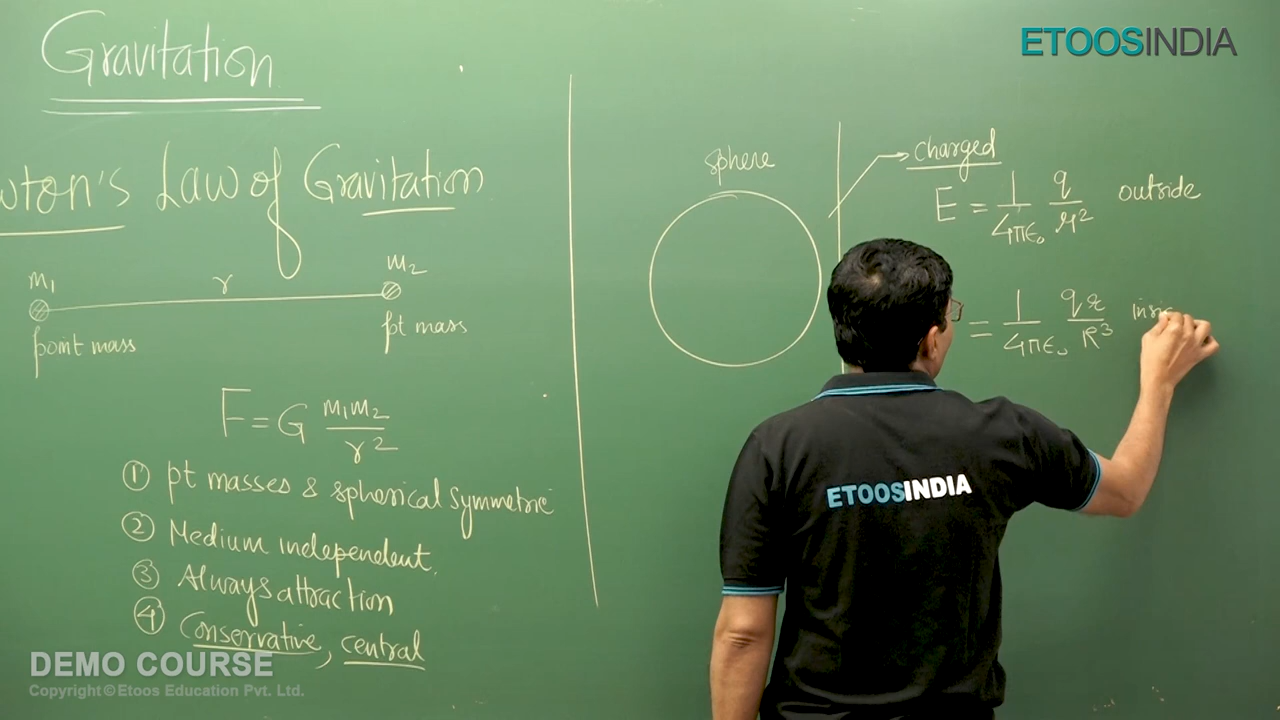 Gravitation
wton's Law of Gravitation
m₁ r m₂
point mass pt mass
F = G m₁m₂ / r²
① pt masses & spherical symmetric
② Medium independent.
③ Always attraction
④ Conservative, central
sphere
charged
E = 1/4πε₀ q/r² outside
= 1/4πε₀ qr/R³ insi
ETOOSINDIA
ETOOSINDIA
DEMO COURSE
Copyright © Etoos Education Pvt. Ltd.